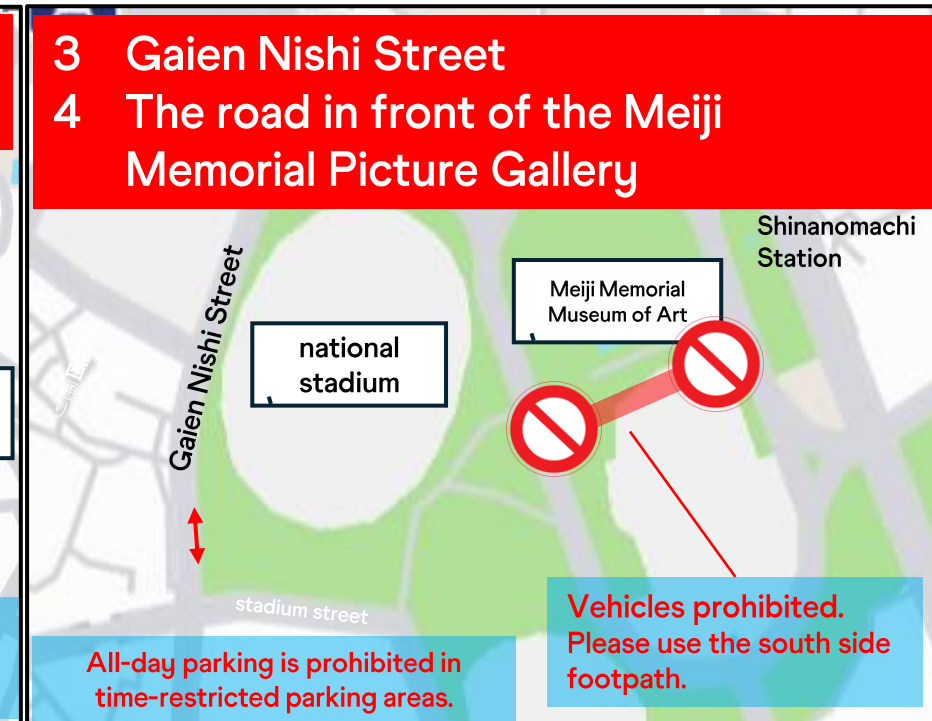 3 Gaien Nishi Street
4 The road in front of the Meiji
Memorial Picture Gallery
Shinanomachi
Station
Gaien Nishi Street
Meiji Memorial
Museum of Art
national
stadium
stadium street
Vehicles prohibited.
Please use the south side
footpath.
All-day parking is prohibited in
time-restricted parking areas.